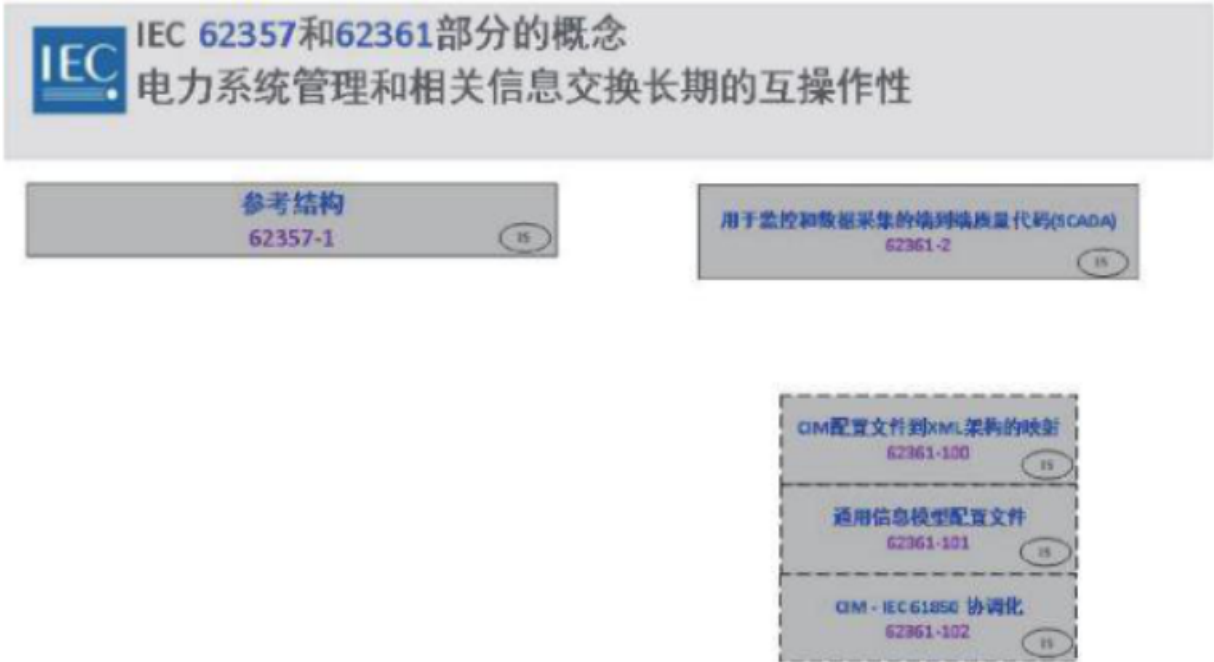 IEC
IEC 62357和62361部分的概念
电力系统管理和相关信息交换长期的互操作性
参考结构
62357-1
IS
用于监控和数据采集的端到端质量代码(SCADA)
62361-2
IS
CIM配置文件到XML架构的映射
62361-100
IS
通用信息模型配置文件
62361-101
IS
CIM - IEC 61850 协调化
62361-102
IS